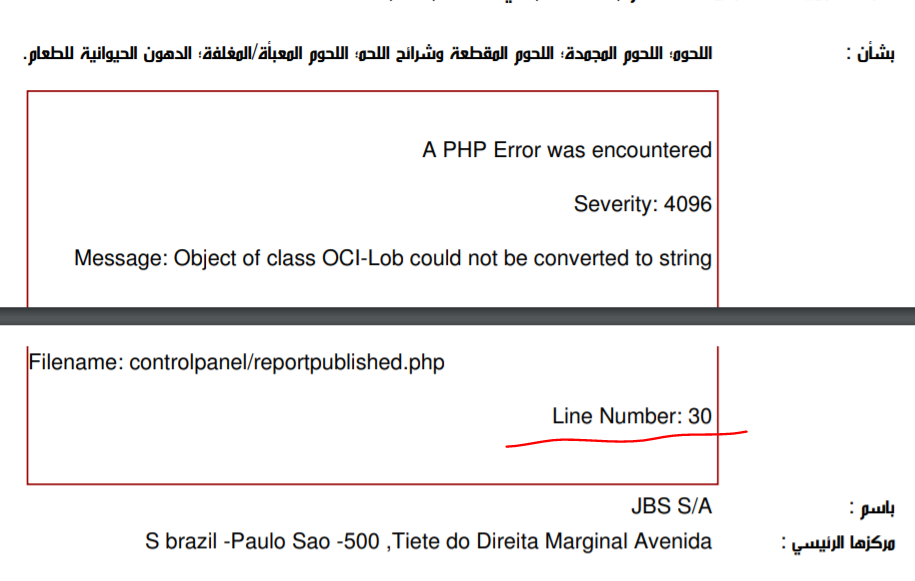 بشأن : اللحوم؛ اللحوم المجمدة؛ اللحوم المقطعة وشرائح اللحم؛ اللحوم المعبأة/المغلفة؛ الدهون الحيوانية للطعام.
A PHP Error was encountered
Severity: 4096
Message: Object of class OCI-Lob could not be converted to string
Filename: controlpanel/reportpublished.php
Line Number: 30
باسم : JBS S/A
مركزها الرئيسي : S brazil -Paulo Sao -500 ,Tiete do Direita Marginal Avenida